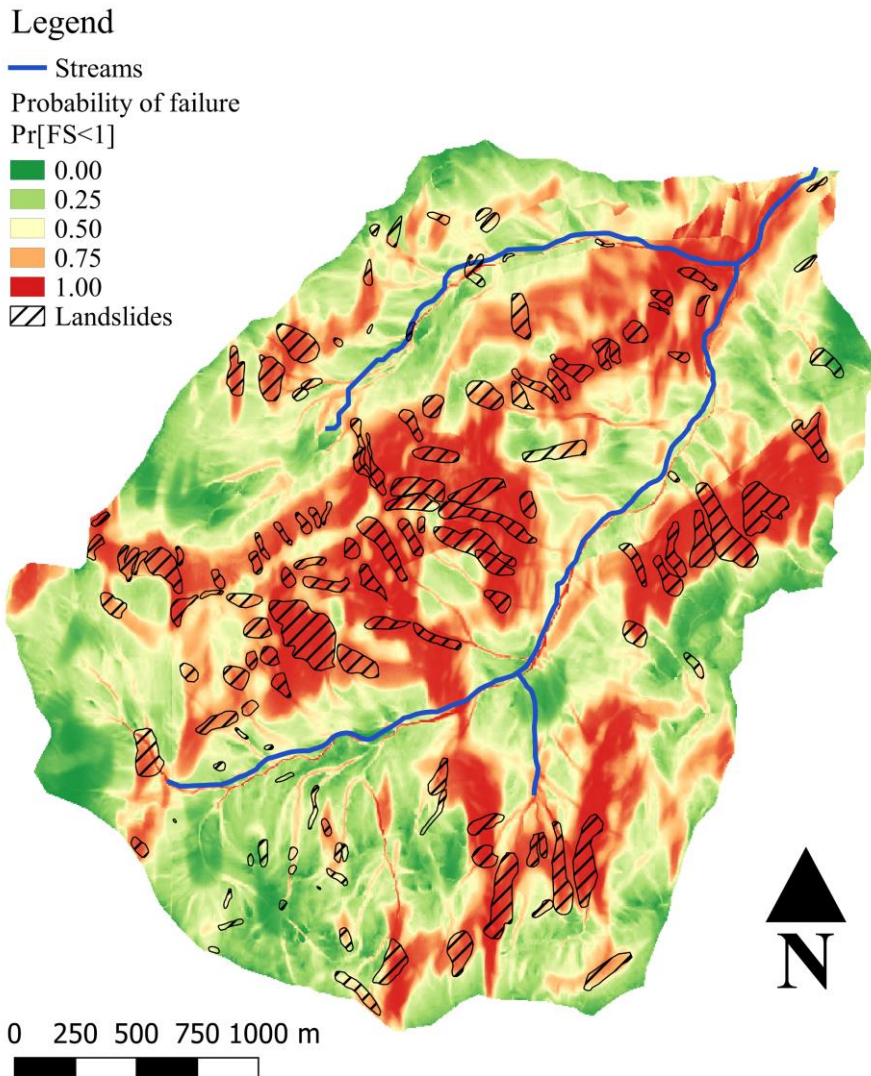 Legend
Streams
Probability of failure
Pr[FS<1]
0.00
0.25
0.50
0.75
1.00
Landslides
N
0 250 500 750 1000 m